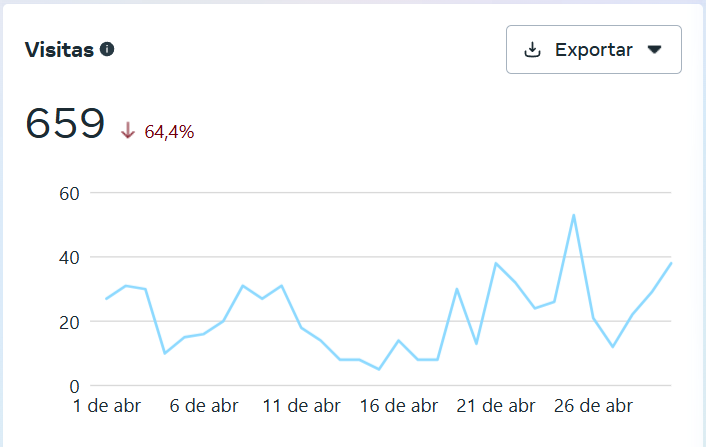 Visitas
Exportar
659 ↓ 64,4%
60
40
20
0
1 de abr 6 de abr 11 de abr 16 de abr 21 de abr 26 de abr